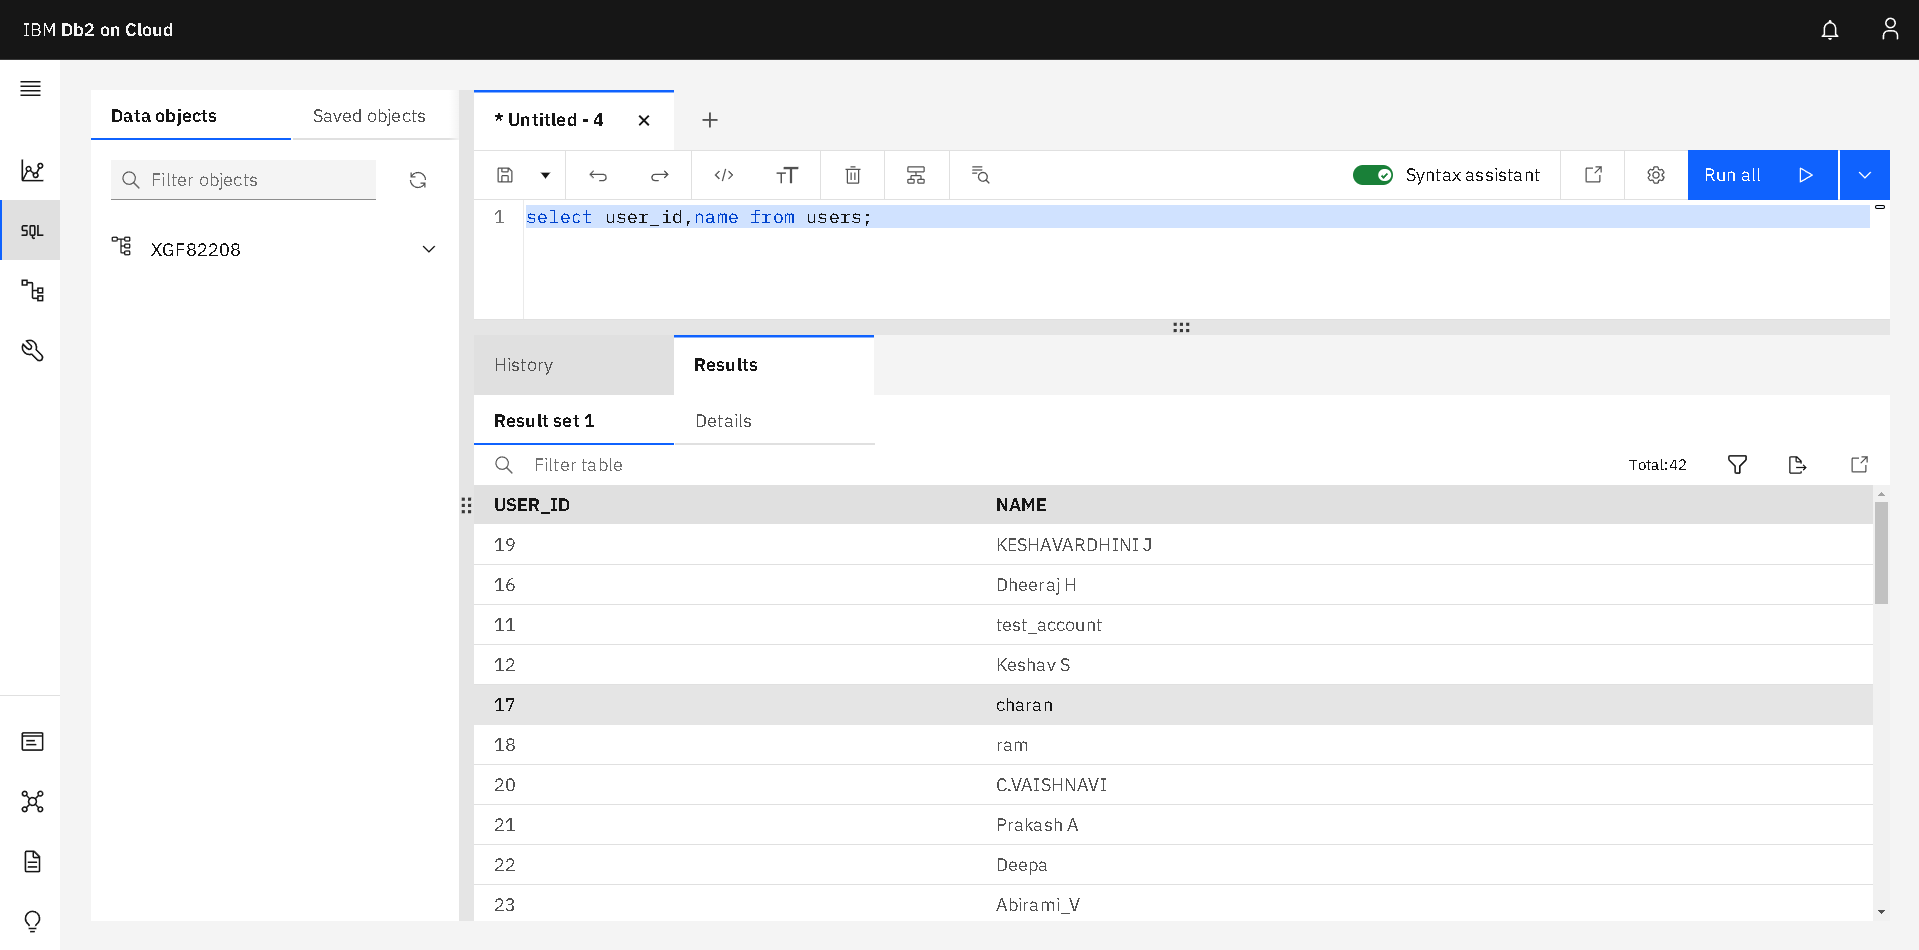 IBM Db2 on Cloud
Data objects
Saved objects
Filter objects
XGF82208
SQL
* Untitled - 4
Syntax assistant
Run all
1 select user_id,name from users;
History
Results
Result set 1
Details
Filter table
Total:42
USER_ID NAME
19 KESHAVARDHINI J
16 Dheeraj H
11 test_account
12 Keshav S
17 charan
18 ram
20 C.VAISHNAVI
21 Prakash A
22 Deepa
23 Abirami_V